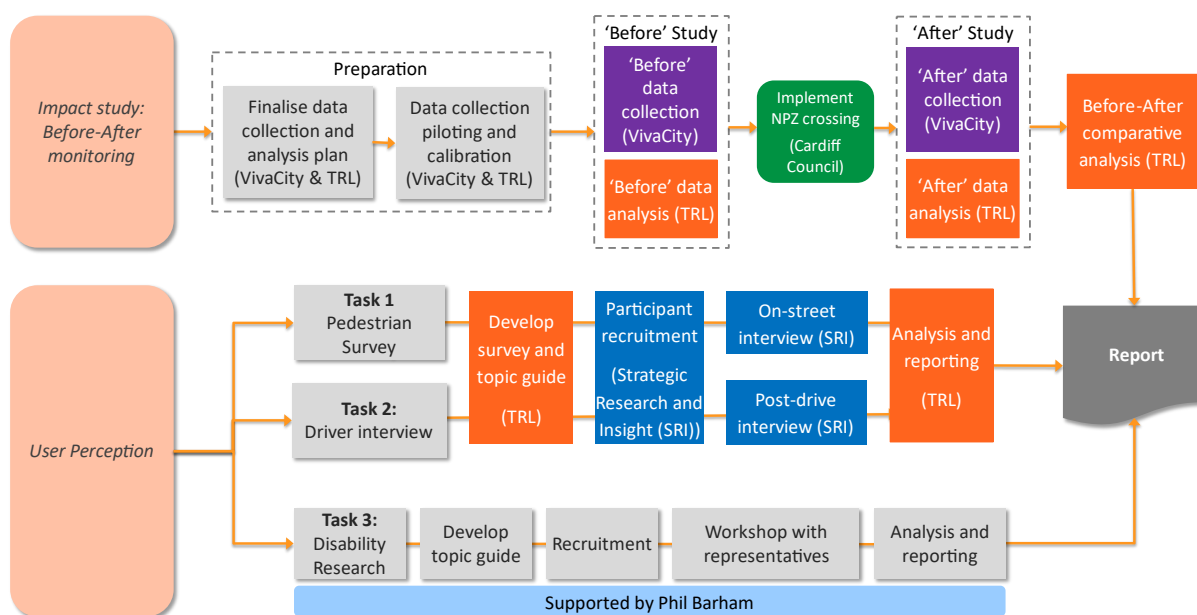 Impact study:
Before-After
monitoring
Preparation
Finalise data
collection and
analysis plan
(VivaCity & TRL)
Data collection
piloting and
calibration
(VivaCity & TRL)
‘Before’ Study
‘Before’
data
collection
(VivaCity)
‘Before’ data
analysis (TRL)
Implement
NPZ crossing
(Cardiff
Council)
‘After’ Study
‘After’ data
collection
(VivaCity)
‘After’ data
analysis (TRL)
Before-After
comparative
analysis (TRL)
User Perception
Task 1
Pedestrian
Survey
Task 2:
Driver interview
Develop
survey and
topic guide
(TRL)
Participant
recruitment
(Strategic
Research and
Insight (SRI))
On-street
interview (SRI)
Post-drive
interview (SRI)
Analysis and
reporting
(TRL)
Report
Task 3:
Disability
Research
Develop
topic guide
Recruitment
Workshop with
representatives
Analysis and
reporting
Supported by Phil Barham